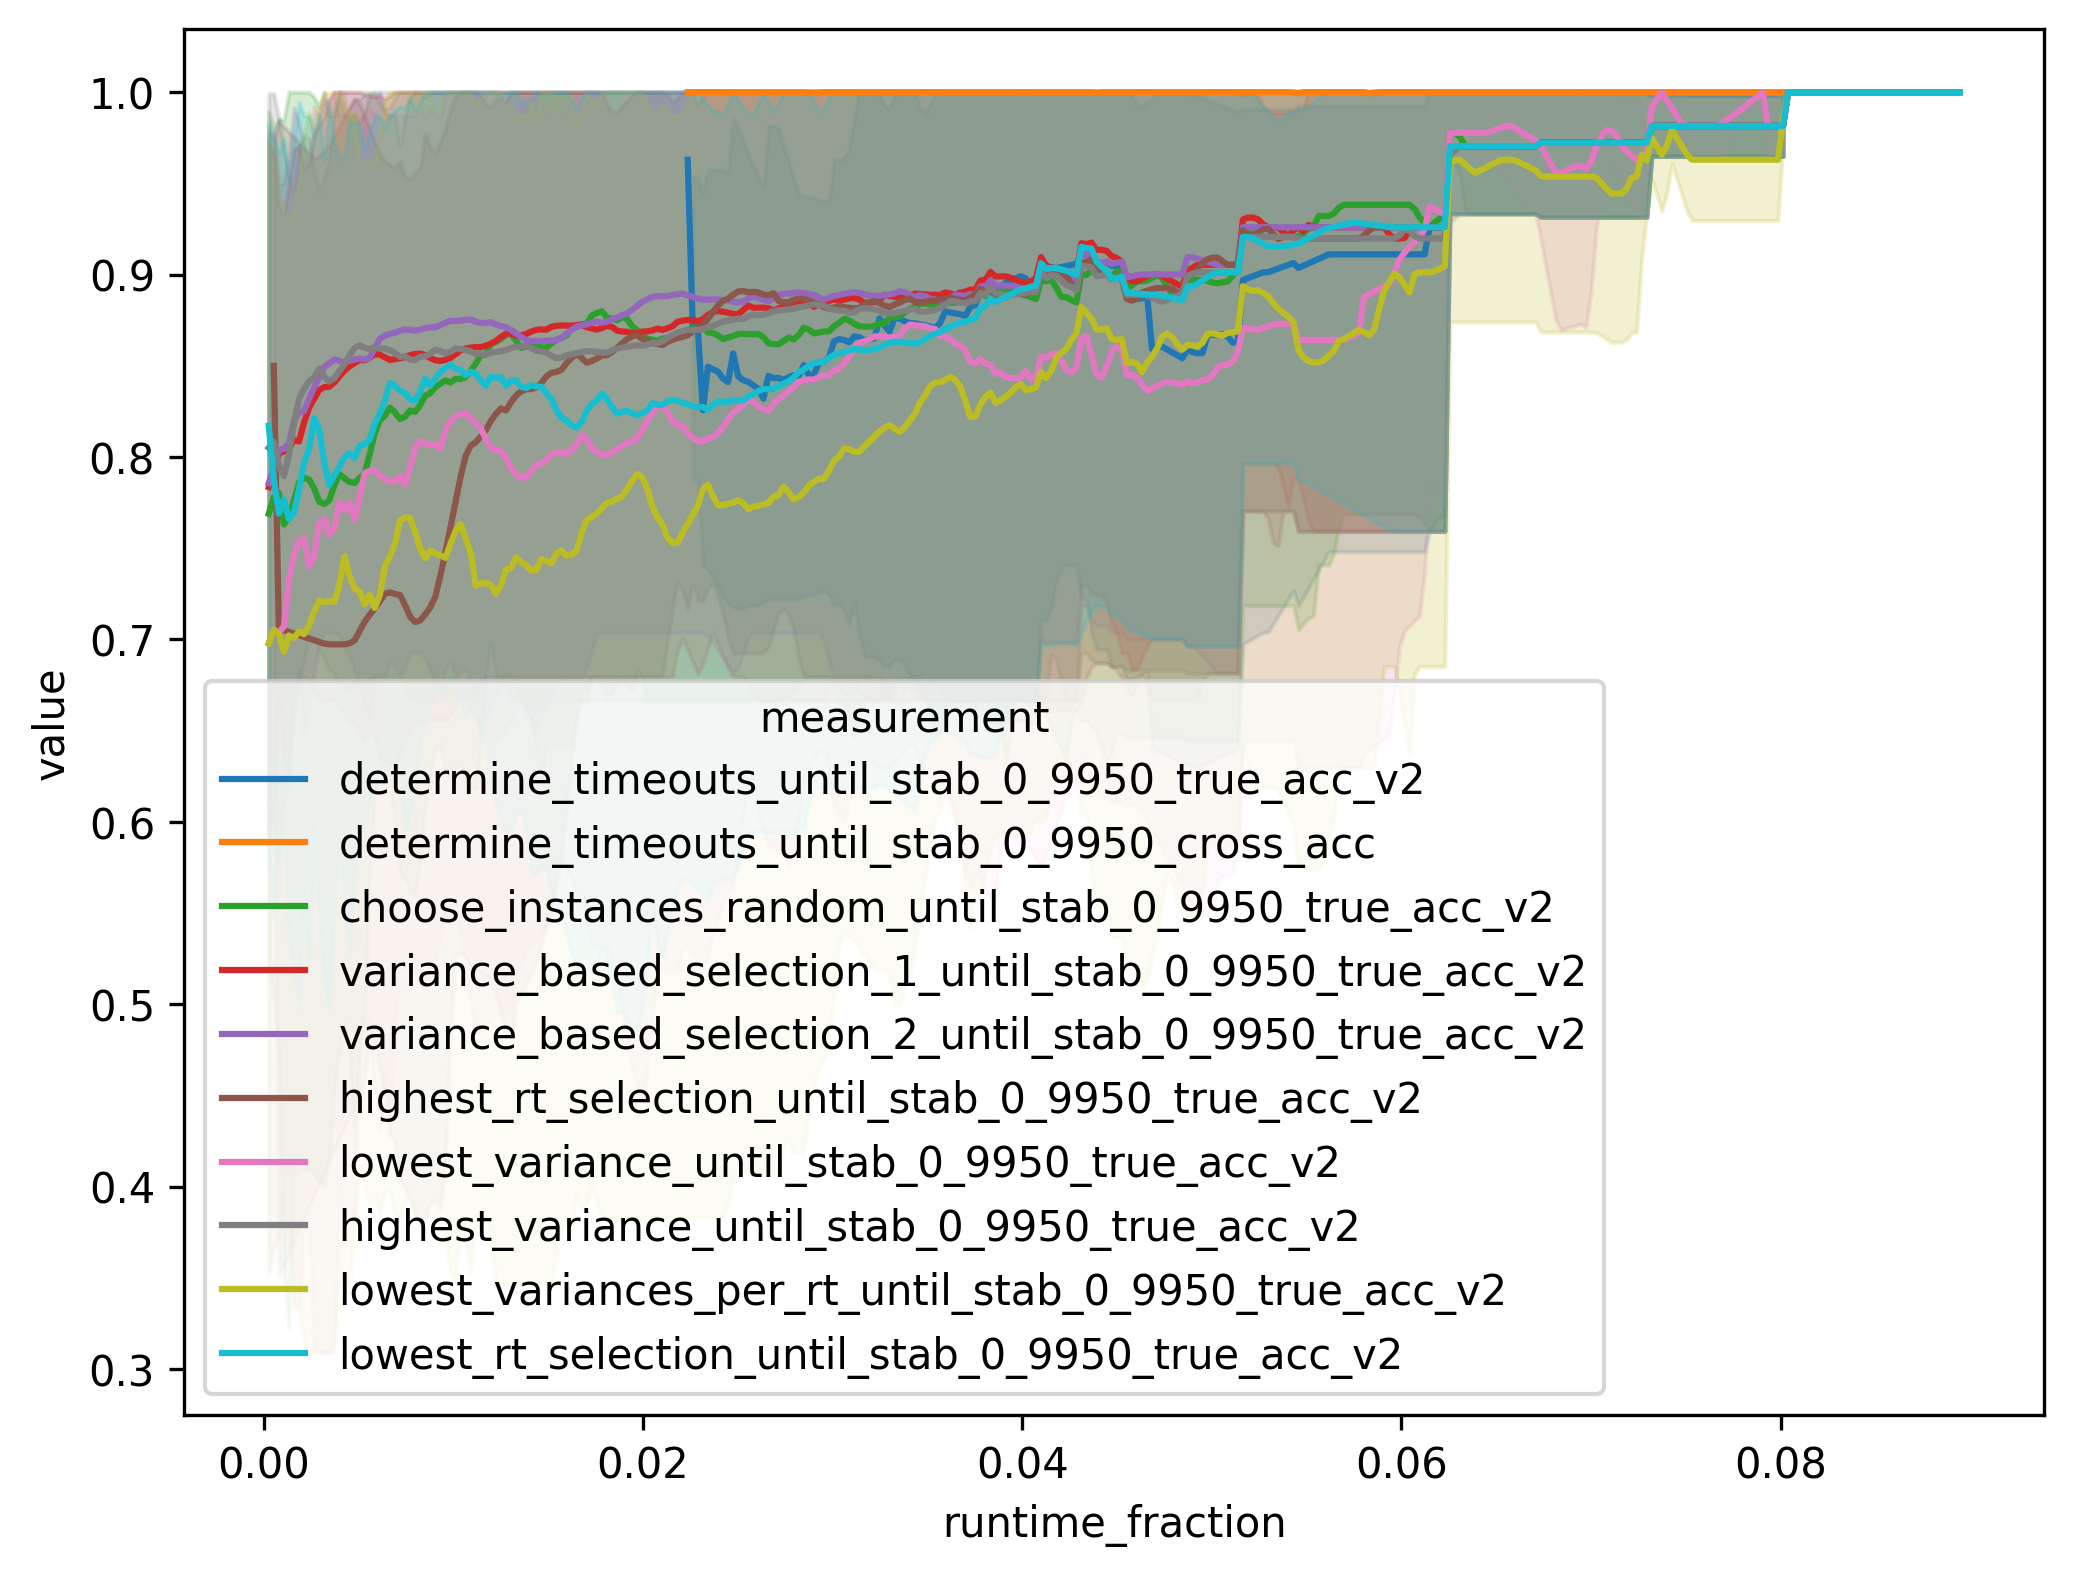 1.0
0.9
0.8
0.7
0.6
0.5
0.4
0.3
value
measurement
determine_timeouts_until_stab_0_9950_true_acc_v2
determine_timeouts_until_stab_0_9950_cross_acc
choose_instances_random_until_stab_0_9950_true_acc_v2
variance_based_selection_1_until_stab_0_9950_true_acc_v2
variance_based_selection_2_until_stab_0_9950_true_acc_v2
highest_rt_selection_until_stab_0_9950_true_acc_v2
lowest_variance_until_stab_0_9950_true_acc_v2
highest_variance_until_stab_0_9950_true_acc_v2
lowest_variances_per_rt_until_stab_0_9950_true_acc_v2
lowest_rt_selection_until_stab_0_9950_true_acc_v2
0.00 0.02 0.04 0.06 0.08
runtime_fraction